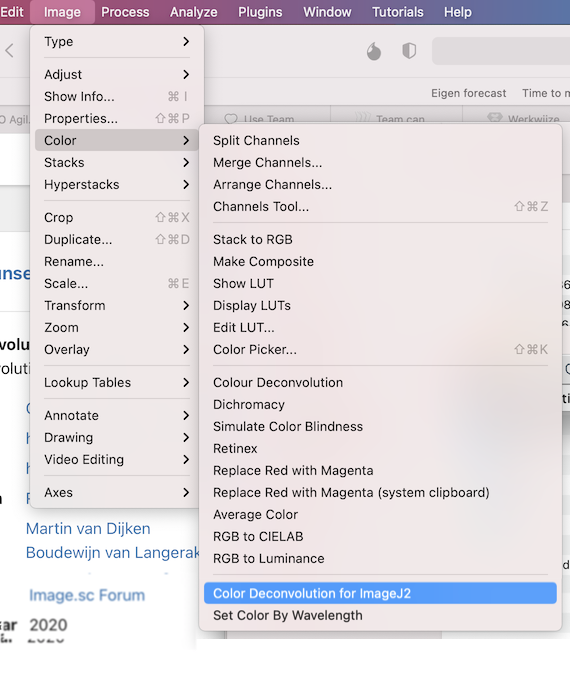 Edit Image Process Analyze Plugins Window Tutorials Help
Type
Adjust
Show Info... ⌘ I
Properties... ⇧⌘P
Color
Stacks
Hyperstacks
Crop ⇧⌘X
Duplicate... ⇧⌘D
Rename...
Scale... ⌘E
Transform
Zoom
Overlay
Lookup Tables
Annotate
Drawing
Video Editing
Axes
Eigen forecast Time to m
O Agil. Use Team Team can Werkwijze
Split Channels
Merge Channels...
Arrange Channels...
Channels Tool... ⇧⌘Z
Stack to RGB
Make Composite
Show LUT
Display LUTs
Edit LUT...
Color Picker... ⇧⌘K
Colour Deconvolution
Dichromacy
Simulate Color Blindness
Retinex
Replace Red with Magenta
Replace Red with Magenta (system clipboard)
Average Color
RGB to CIELAB
RGB to Luminance
Color Deconvolution for ImageJ2
Set Color By Wavelength
Martin van Dijken
Boudewijn van Langerak
Image.sc Forum
2020